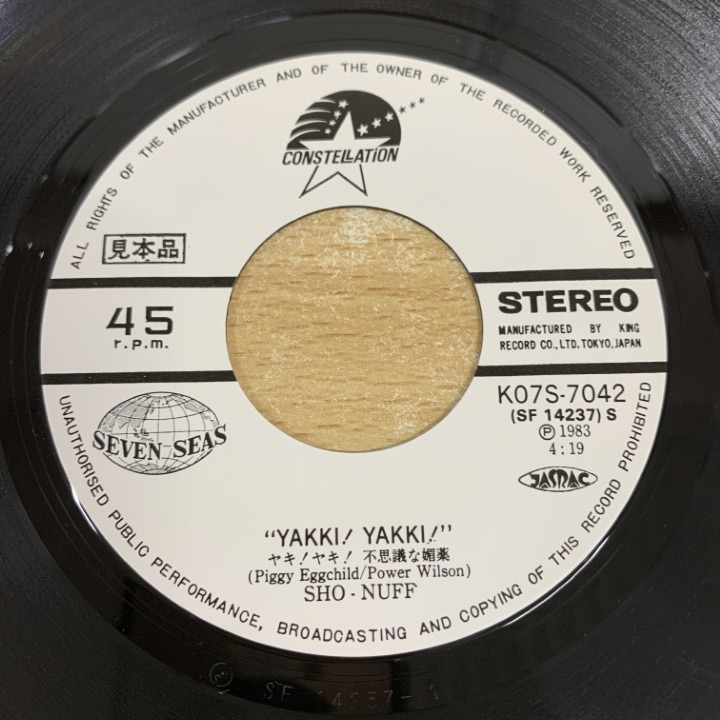 ALL RIGHTS OF THE MANUFACTURER AND OF THE OWNER OF THE RECORDED WORK RESERVED
CONSTELLATION
見本品
45
r.p.m.
STEREO
MANUFACTURED BY KING
RECORD CO., LTD. TOKYO, JAPAN
SEVEN SEAS
K07S-7042
(SF 14237) S
Ⓟ 1983
4:19
JASRAC
"YAKKI! YAKKI!"
ヤキ!ヤキ! 不思議な媚薬
(Piggy Eggchild/Power Wilson)
SHO - NUFF
UNAUTHORISED PUBLIC PERFORMANCE, BROADCASTING AND COPYING OF THIS RECORD PROHIBITED